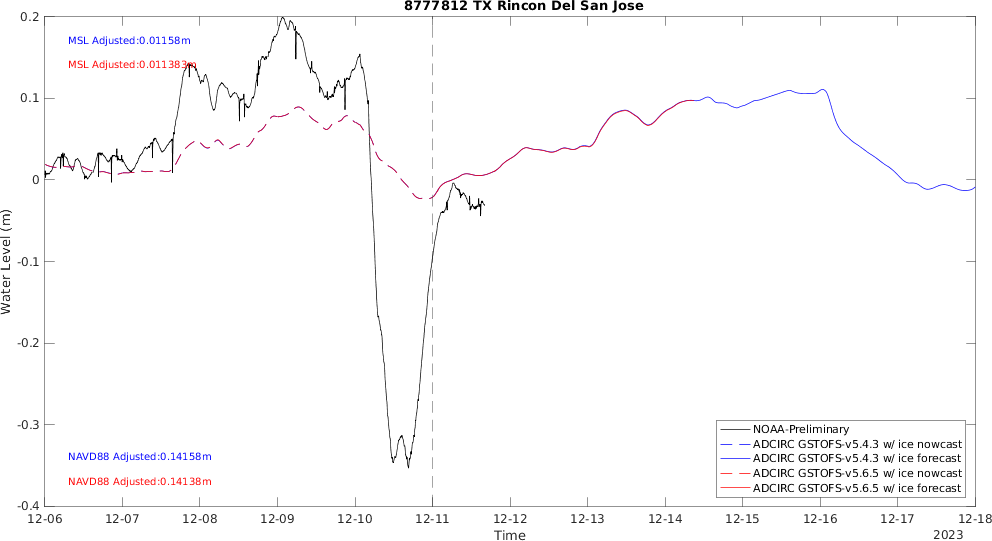 8777812 TX Rincon Del San Jose
MSL Adjusted:0.01158m
MSL Adjusted:0.011383m
NAVD88 Adjusted:0.14158m
NAVD88 Adjusted:0.14138m
Water Level (m)
0.2
0.1
0
-0.1
-0.2
-0.3
-0.4
NOAA-Preliminary
ADCIRC GSTOFS-v5.4.3 w/ ice nowcast
ADCIRC GSTOFS-v5.4.3 w/ ice forecast
ADCIRC GSTOFS-v5.6.5 w/ ice nowcast
ADCIRC GSTOFS-v5.6.5 w/ ice forecast
12-06 12-07 12-08 12-09 12-10 12-11 12-12 12-13 12-14 12-15 12-16 12-17 12-18
Time
2023